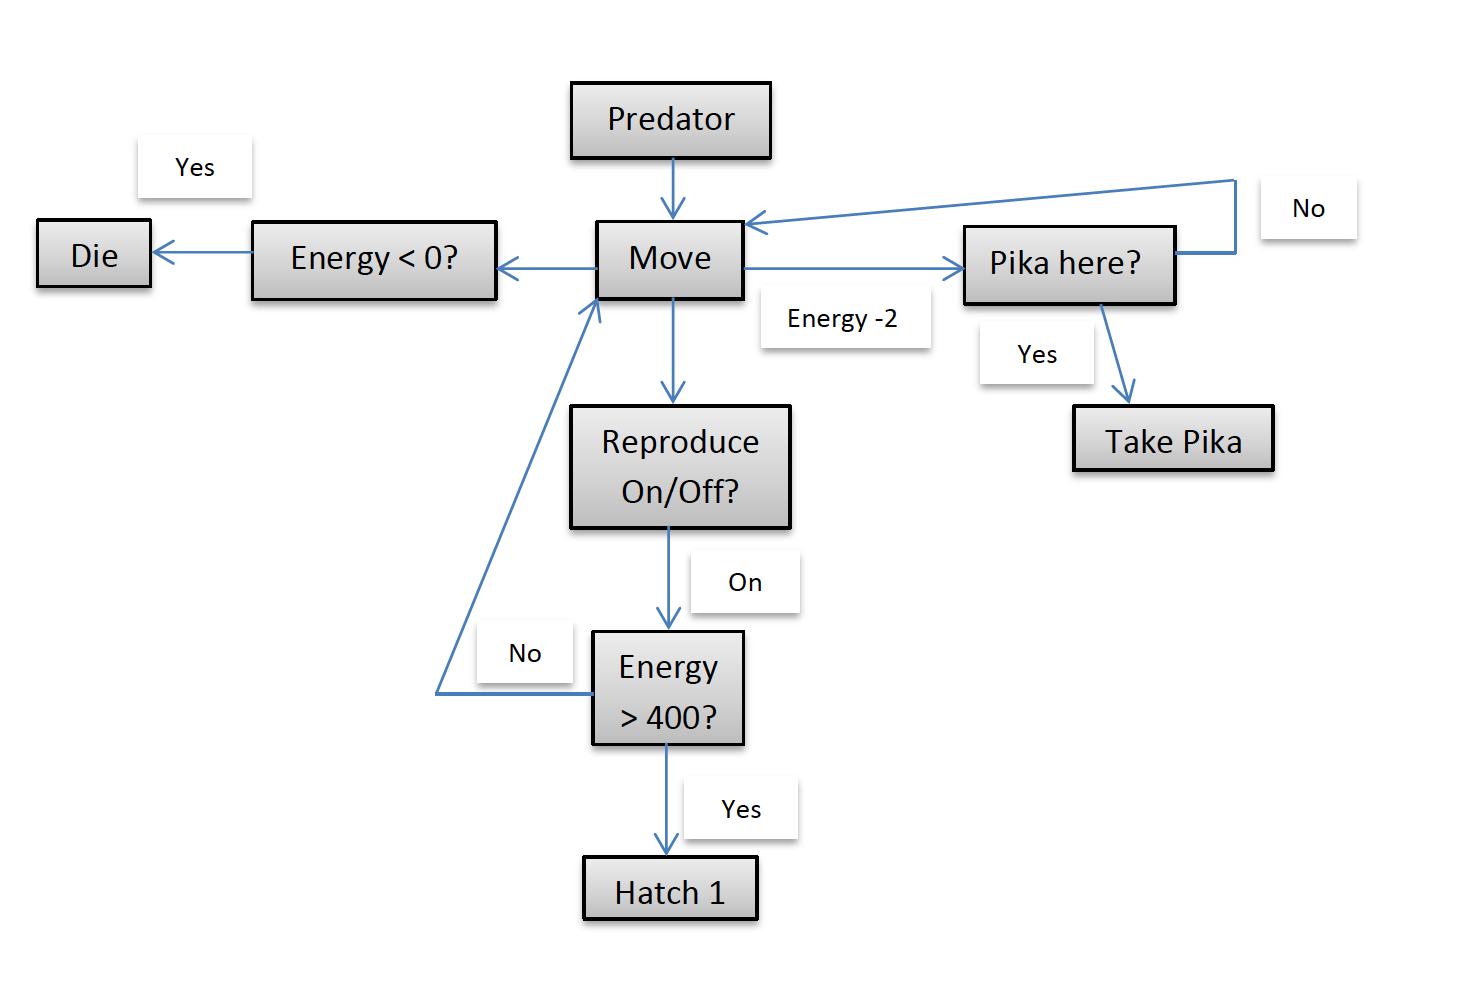 Predator
Yes
No
Die
Energy < 0?
Move
Pika here?
Energy -2
Yes
Take Pika
Reproduce
On/Off?
On
No
Energy
> 400?
Yes
Hatch 1